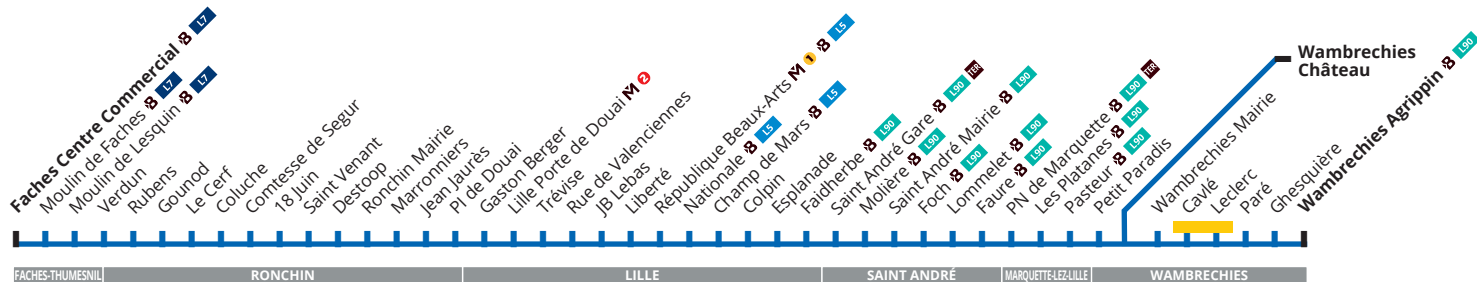 Faches Centre Commercial L7
Moulin de Faches L7
Moulin de Lesquin L7
Verdun
Rubens
Gounod
Le Cerf
Coluche
Comtesse de Segur
18 Juin
Saint Venant
Destoop
Ronchin Mairie
Marronniers
Jean Jaurès
Pl de Douai
Gaston Berger
Lille Porte de Douai M 2
Trévise
Rue de Valenciennes
JB Lebas
Liberté
République Beaux-Arts M 1 L5
Nationale L5
Champ de Mars L5
Colpin
Esplanade
Faidherbe L90
Saint André Gare L90 TER
Molière L90
Saint André Mairie L90
Foch L90
Lommelet L90
Faure L90
PN de Marquette L90 TER
Les Platanes L90
Pasteur L90
Petit Paradis
Wambrechies
Château
Wambrechies Mairie
Cavlé
Leclerc
Paré
Ghesquière
Wambrechies Agrippin L90
FACHES-THUMESNIL
RONCHIN
LILLE
SAINT ANDRÉ
MARQUETTE-LEZ-LILLE
WAMBRECHIES